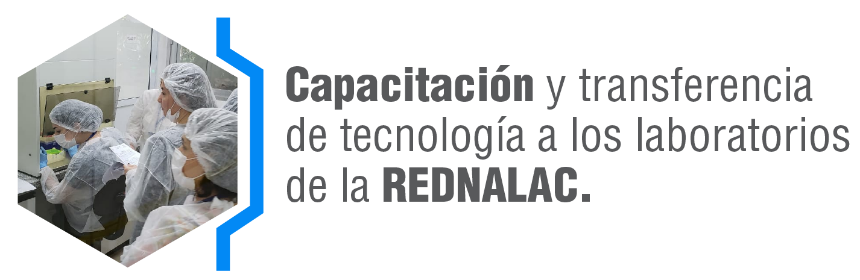 Capacitación y transferencia
de tecnología a los laboratorios
de la REDNALAC.